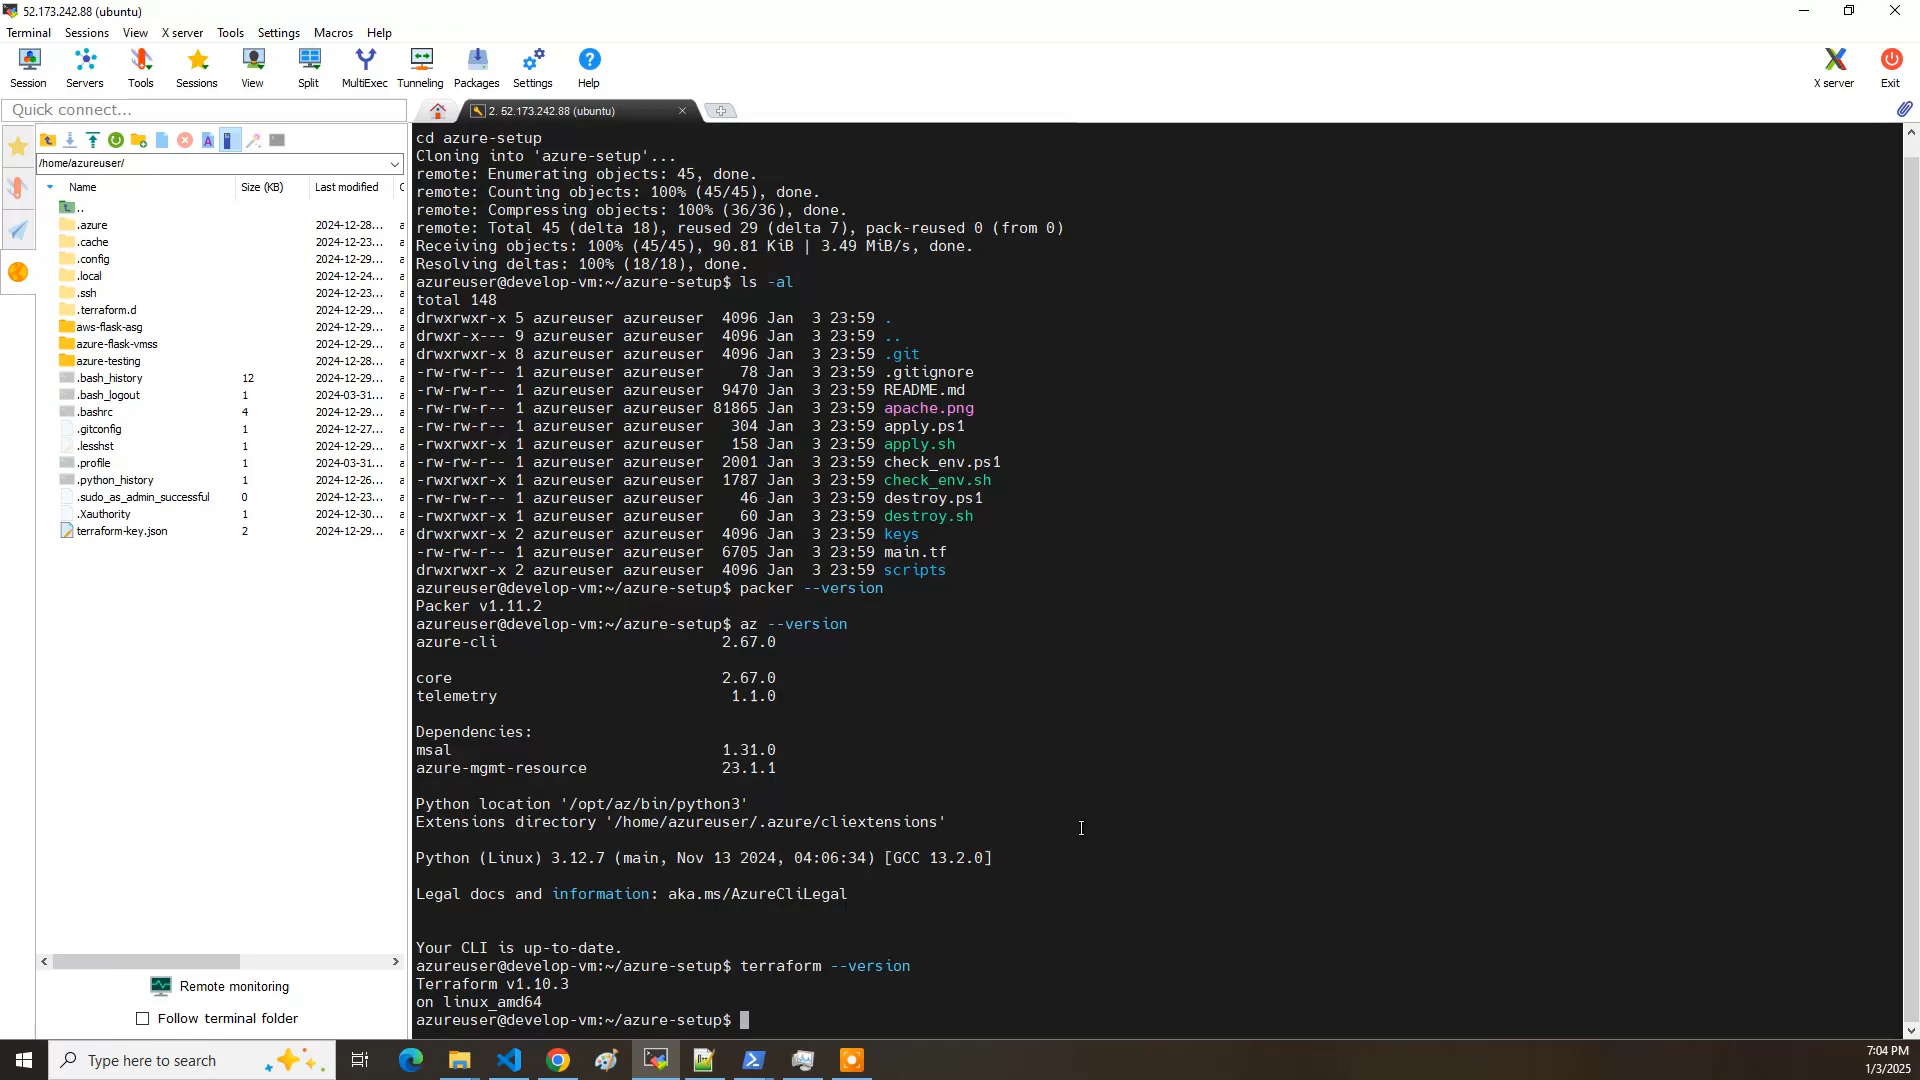 52.173.242.88 (ubuntu)
Terminal Sessions View X server Tools Settings Macros Help
Session Servers Tools Sessions View Split MultiExec Tunneling Packages Settings Help X server Exit
Quick connect...
2. 52.173.242.88 (ubuntu)
/home/azureuser/
Name Size (KB) Last modified
..
.azure 2024-12-28...
.cache 2024-12-23...
.config 2024-12-29...
.local 2024-12-24...
.ssh 2024-12-23...
.terraform.d 2024-12-29...
aws-flask-asg 2024-12-29...
azure-flask-vmss 2024-12-29...
azure-testing 2024-12-28...
.bash_history 12 2024-12-29...
.bash_logout 1 2024-03-31...
.bashrc 4 2024-12-29...
.gitconfig 1 2024-12-27...
.lesshst 1 2024-12-29...
.profile 1 2024-03-31...
.python_history 1 2024-12-26...
.sudo_as_admin_successful 0 2024-12-23...
.Xauthority 1 2024-12-30...
terraform-key.json 2 2024-12-29...
Remote monitoring
Follow terminal folder
cd azure-setup
Cloning into 'azure-setup'...
remote: Enumerating objects: 45, done.
remote: Counting objects: 100% (45/45), done.
remote: Compressing objects: 100% (36/36), done.
remote: Total 45 (delta 18), reused 29 (delta 7), pack-reused 0 (from 0)
Receiving objects: 100% (45/45), 90.81 KiB | 3.49 MiB/s, done.
Resolving deltas: 100% (18/18), done.
azureuser@develop-vm:~/azure-setup$ ls -al
total 148
drwxrwxr-x 5 azureuser azureuser 4096 Jan 3 23:59 .
drwxr-x--- 9 azureuser azureuser 4096 Jan 3 23:59 ..
drwxrwxr-x 8 azureuser azureuser 4096 Jan 3 23:59 .git
-rw-rw-r-- 1 azureuser azureuser 78 Jan 3 23:59 .gitignore
-rw-rw-r-- 1 azureuser azureuser 9470 Jan 3 23:59 README.md
-rw-rw-r-- 1 azureuser azureuser 81865 Jan 3 23:59 apache.png
-rw-rw-r-- 1 azureuser azureuser 304 Jan 3 23:59 apply.ps1
-rwxrwxr-x 1 azureuser azureuser 158 Jan 3 23:59 apply.sh
-rw-rw-r-- 1 azureuser azureuser 2001 Jan 3 23:59 check_env.ps1
-rwxrwxr-x 1 azureuser azureuser 1787 Jan 3 23:59 check_env.sh
-rw-rw-r-- 1 azureuser azureuser 46 Jan 3 23:59 destroy.ps1
-rwxrwxr-x 1 azureuser azureuser 60 Jan 3 23:59 destroy.sh
drwxrwxr-x 2 azureuser azureuser 4096 Jan 3 23:59 keys
-rw-rw-r-- 1 azureuser azureuser 6705 Jan 3 23:59 main.tf
drwxrwxr-x 2 azureuser azureuser 4096 Jan 3 23:59 scripts
azureuser@develop-vm:~/azure-setup$ packer --version
Packer v1.11.2
azureuser@develop-vm:~/azure-setup$ az --version
azure-cli 2.67.0
core 2.67.0
telemetry 1.1.0
Dependencies:
msal 1.31.0
azure-mgmt-resource 23.1.1
Python location '/opt/az/bin/python3'
Extensions directory '/home/azureuser/.azure/cliextensions'
Python (Linux) 3.12.7 (main, Nov 13 2024, 04:06:34) [GCC 13.2.0]
Legal docs and information: aka.ms/AzureCliLegal
Your CLI is up-to-date.
azureuser@develop-vm:~/azure-setup$ terraform --version
Terraform v1.10.3
on linux_amd64
azureuser@develop-vm:~/azure-setup$
Type here to search
7:04 PM
1/3/2025